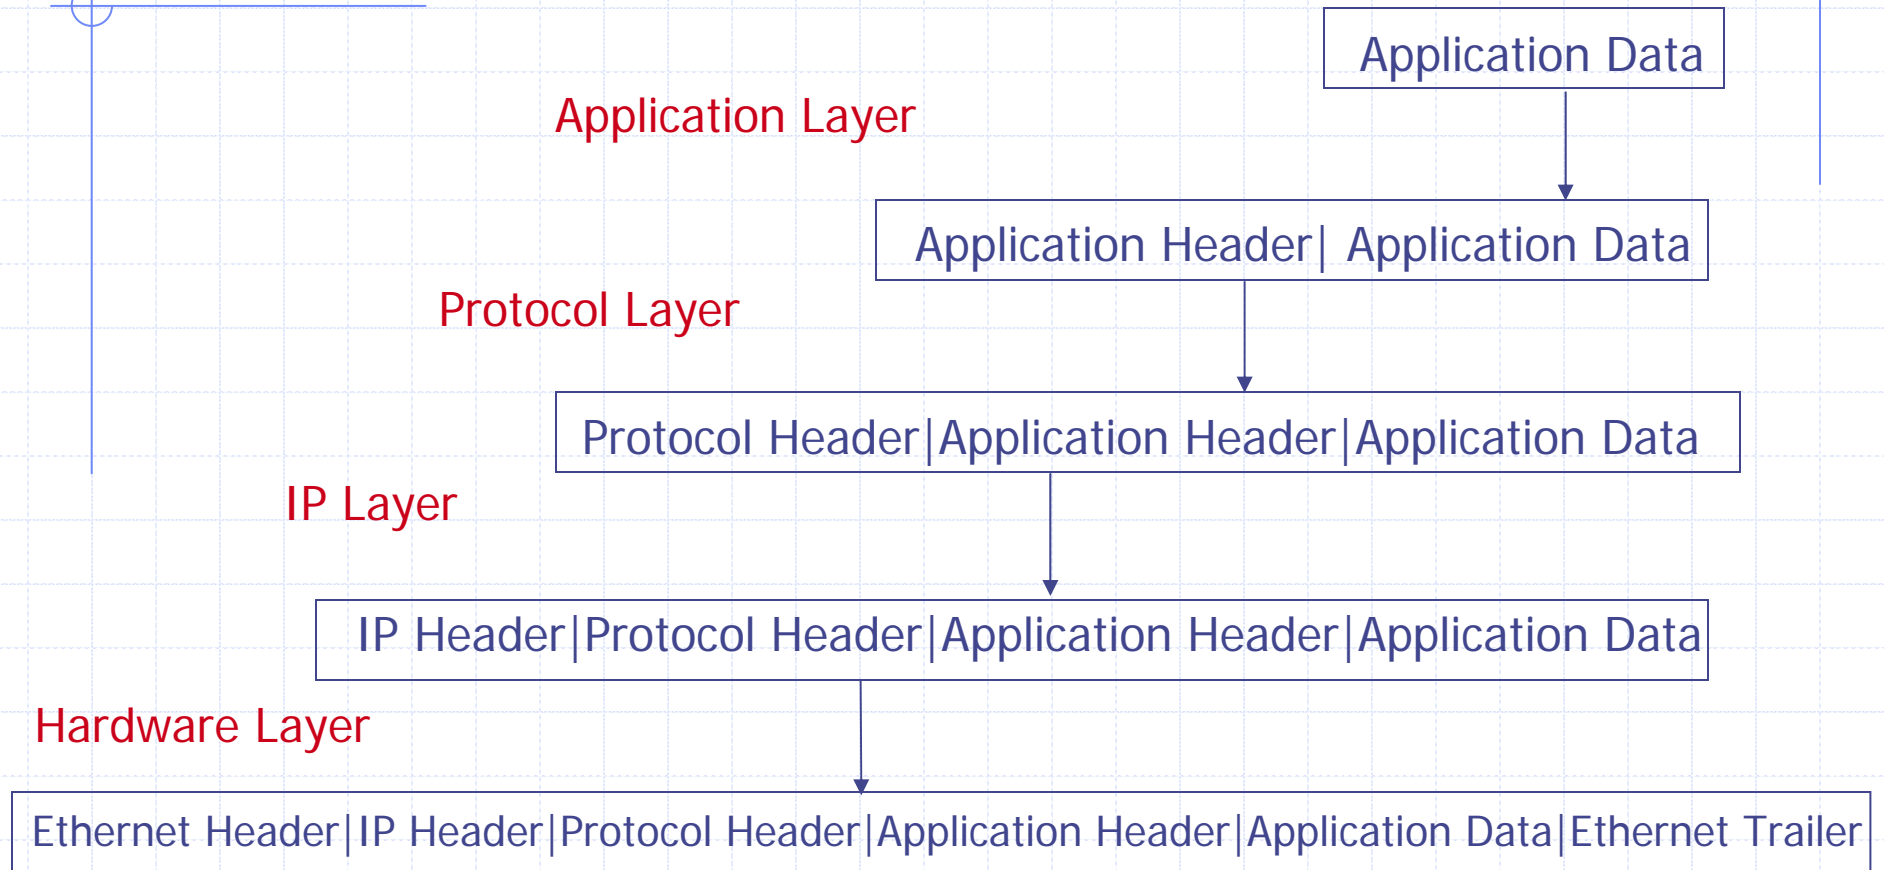 Application Data
Application Layer
Application Header| Application Data
Protocol Layer
Protocol Header|Application Header|Application Data
IP Layer
IP Header|Protocol Header|Application Header|Application Data
Hardware Layer
Ethernet Header|IP Header|Protocol Header|Application Header|Application Data|Ethernet Trailer